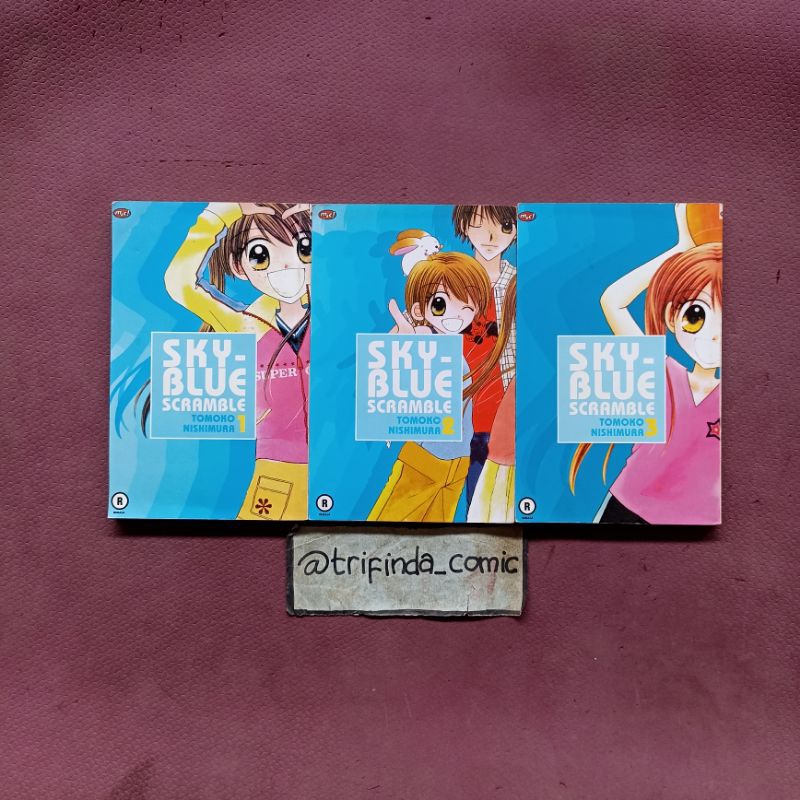 m&c!
SKY-
BLUE
SCRAMBLE
TOMOKO
NISHIMURA 1
SUPER
R
m&c!
SKY-
BLUE
SCRAMBLE
TOMOKO
NISHIMURA 2
R
m&c!
SKY-
BLUE
SCRAMBLE
TOMOKO
NISHIMURA 3
R
@trifinda_comic